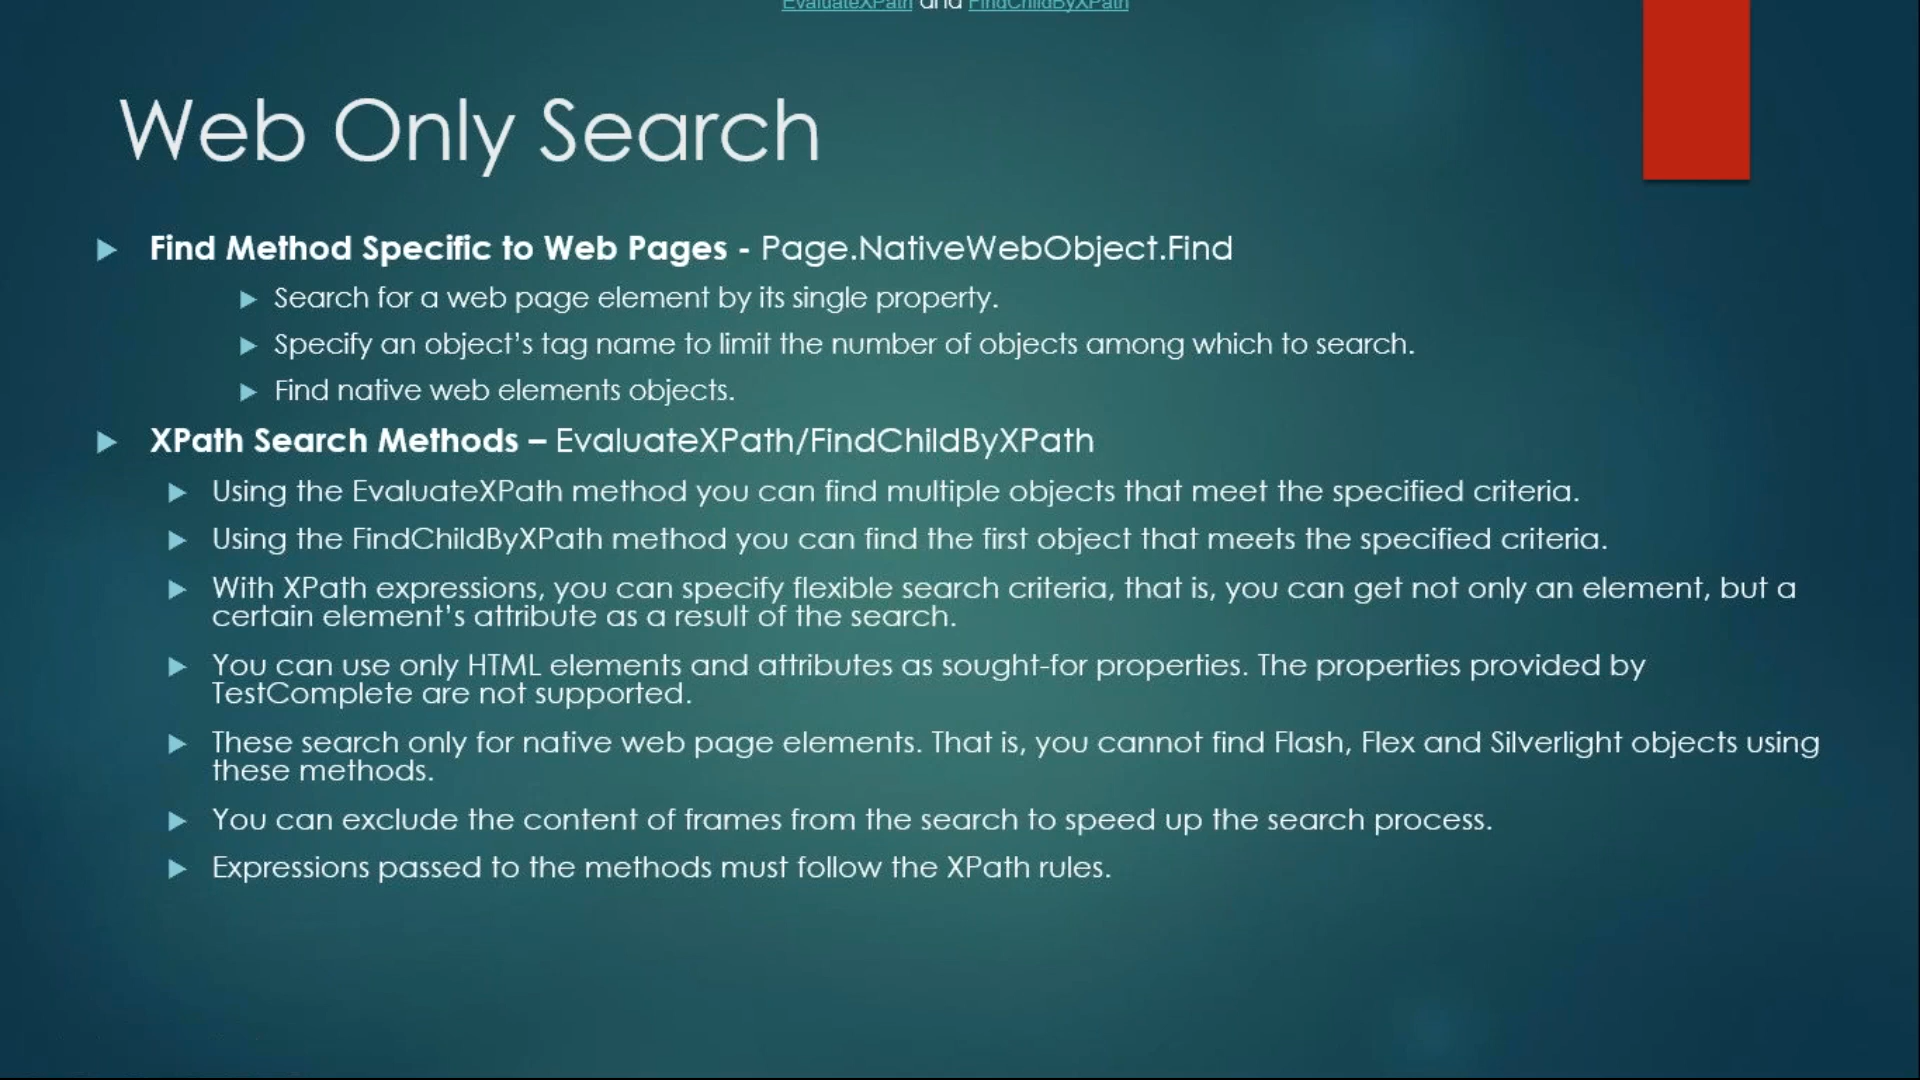 EvaluateXPath and FindChildByXPath
Web Only Search
Find Method Specific to Web Pages - Page.NativeWebObject.Find
Search for a web page element by its single property.
Specify an object's tag name to limit the number of objects among which to search.
Find native web elements objects.
XPath Search Methods – EvaluateXPath/FindChildByXPath
Using the EvaluateXPath method you can find multiple objects that meet the specified criteria.
Using the FindChildByXPath method you can find the first object that meets the specified criteria.
With XPath expressions, you can specify flexible search criteria, that is, you can get not only an element, but a
certain element's attribute as a result of the search.
You can use only HTML elements and attributes as sought-for properties. The properties provided by
TestComplete are not supported.
These search only for native web page elements. That is, you cannot find Flash, Flex and Silverlight objects using
these methods.
You can exclude the content of frames from the search to speed up the search process.
Expressions passed to the methods must follow the XPath rules.